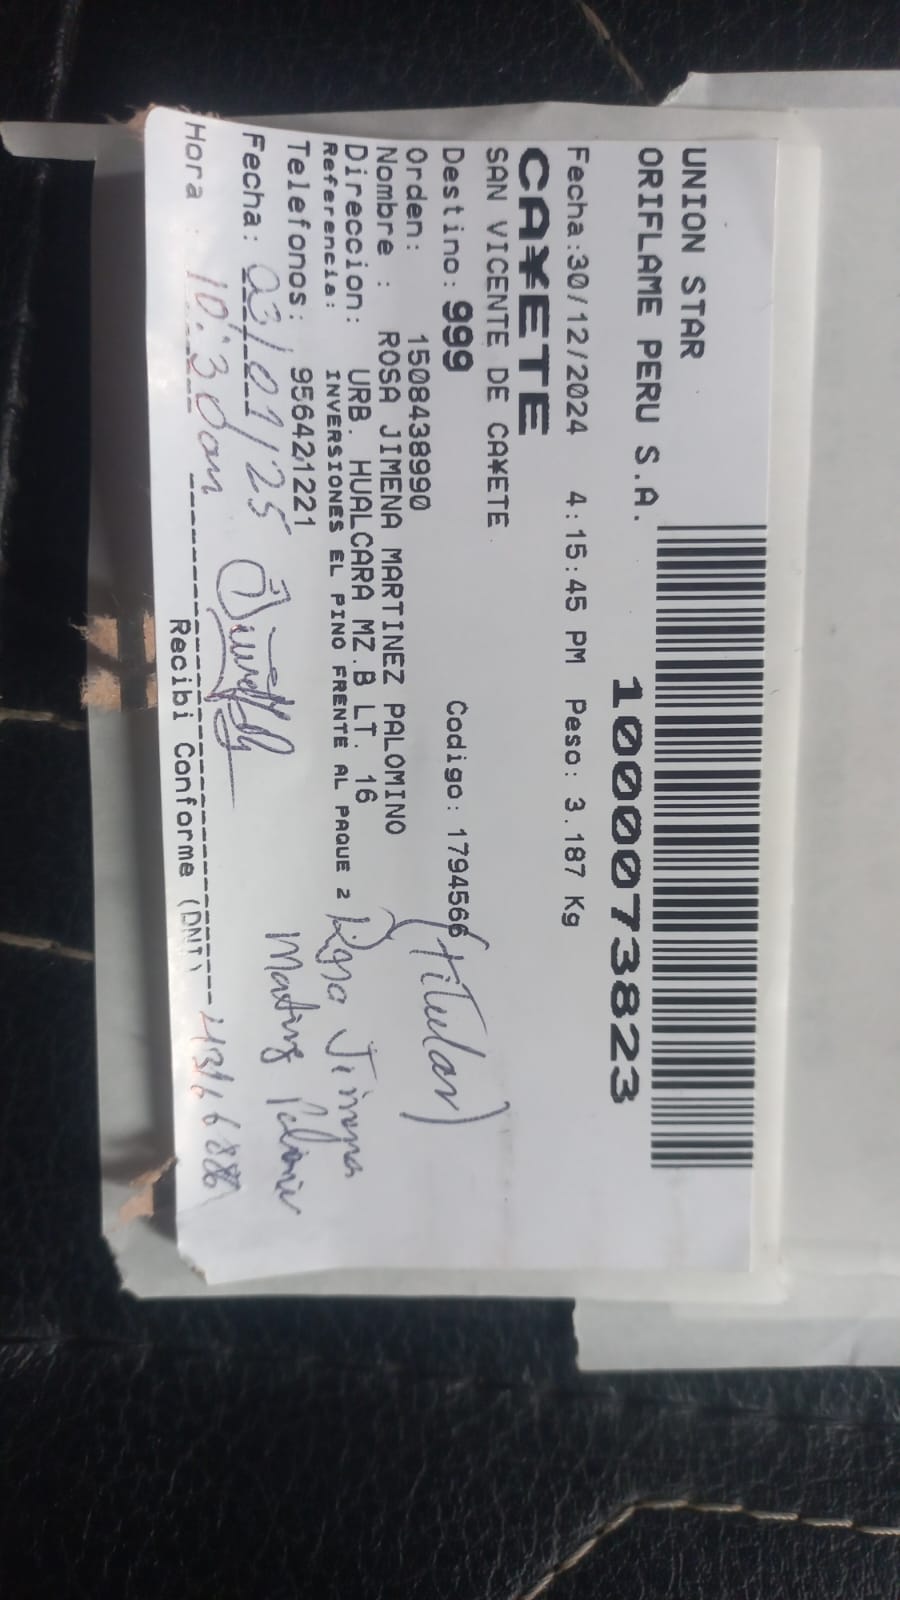 UNION STAR
ORIFLAME PERU S.A.
1000073823
Fecha:30/12/2024 4:15:45 PM Peso: 3.187 Kg
CA¥ETE
SAN VICENTE DE CA¥ETE
Destino: 999 Codigo: 1794566
(titular)
Orden: 1508438990
Nombre : ROSA JIMENA MARTINEZ PALOMINO
Direccion: URB. HUALCARA MZ.B LT. 16
Referencia: INVERSIONES EL PINO FRENTE AL PAQUE 2
Rosa Jimena
Telefonos: 956421221
Fecha: 03/01/25
Hora : 10:30am
Recibi Conforme (DNI)